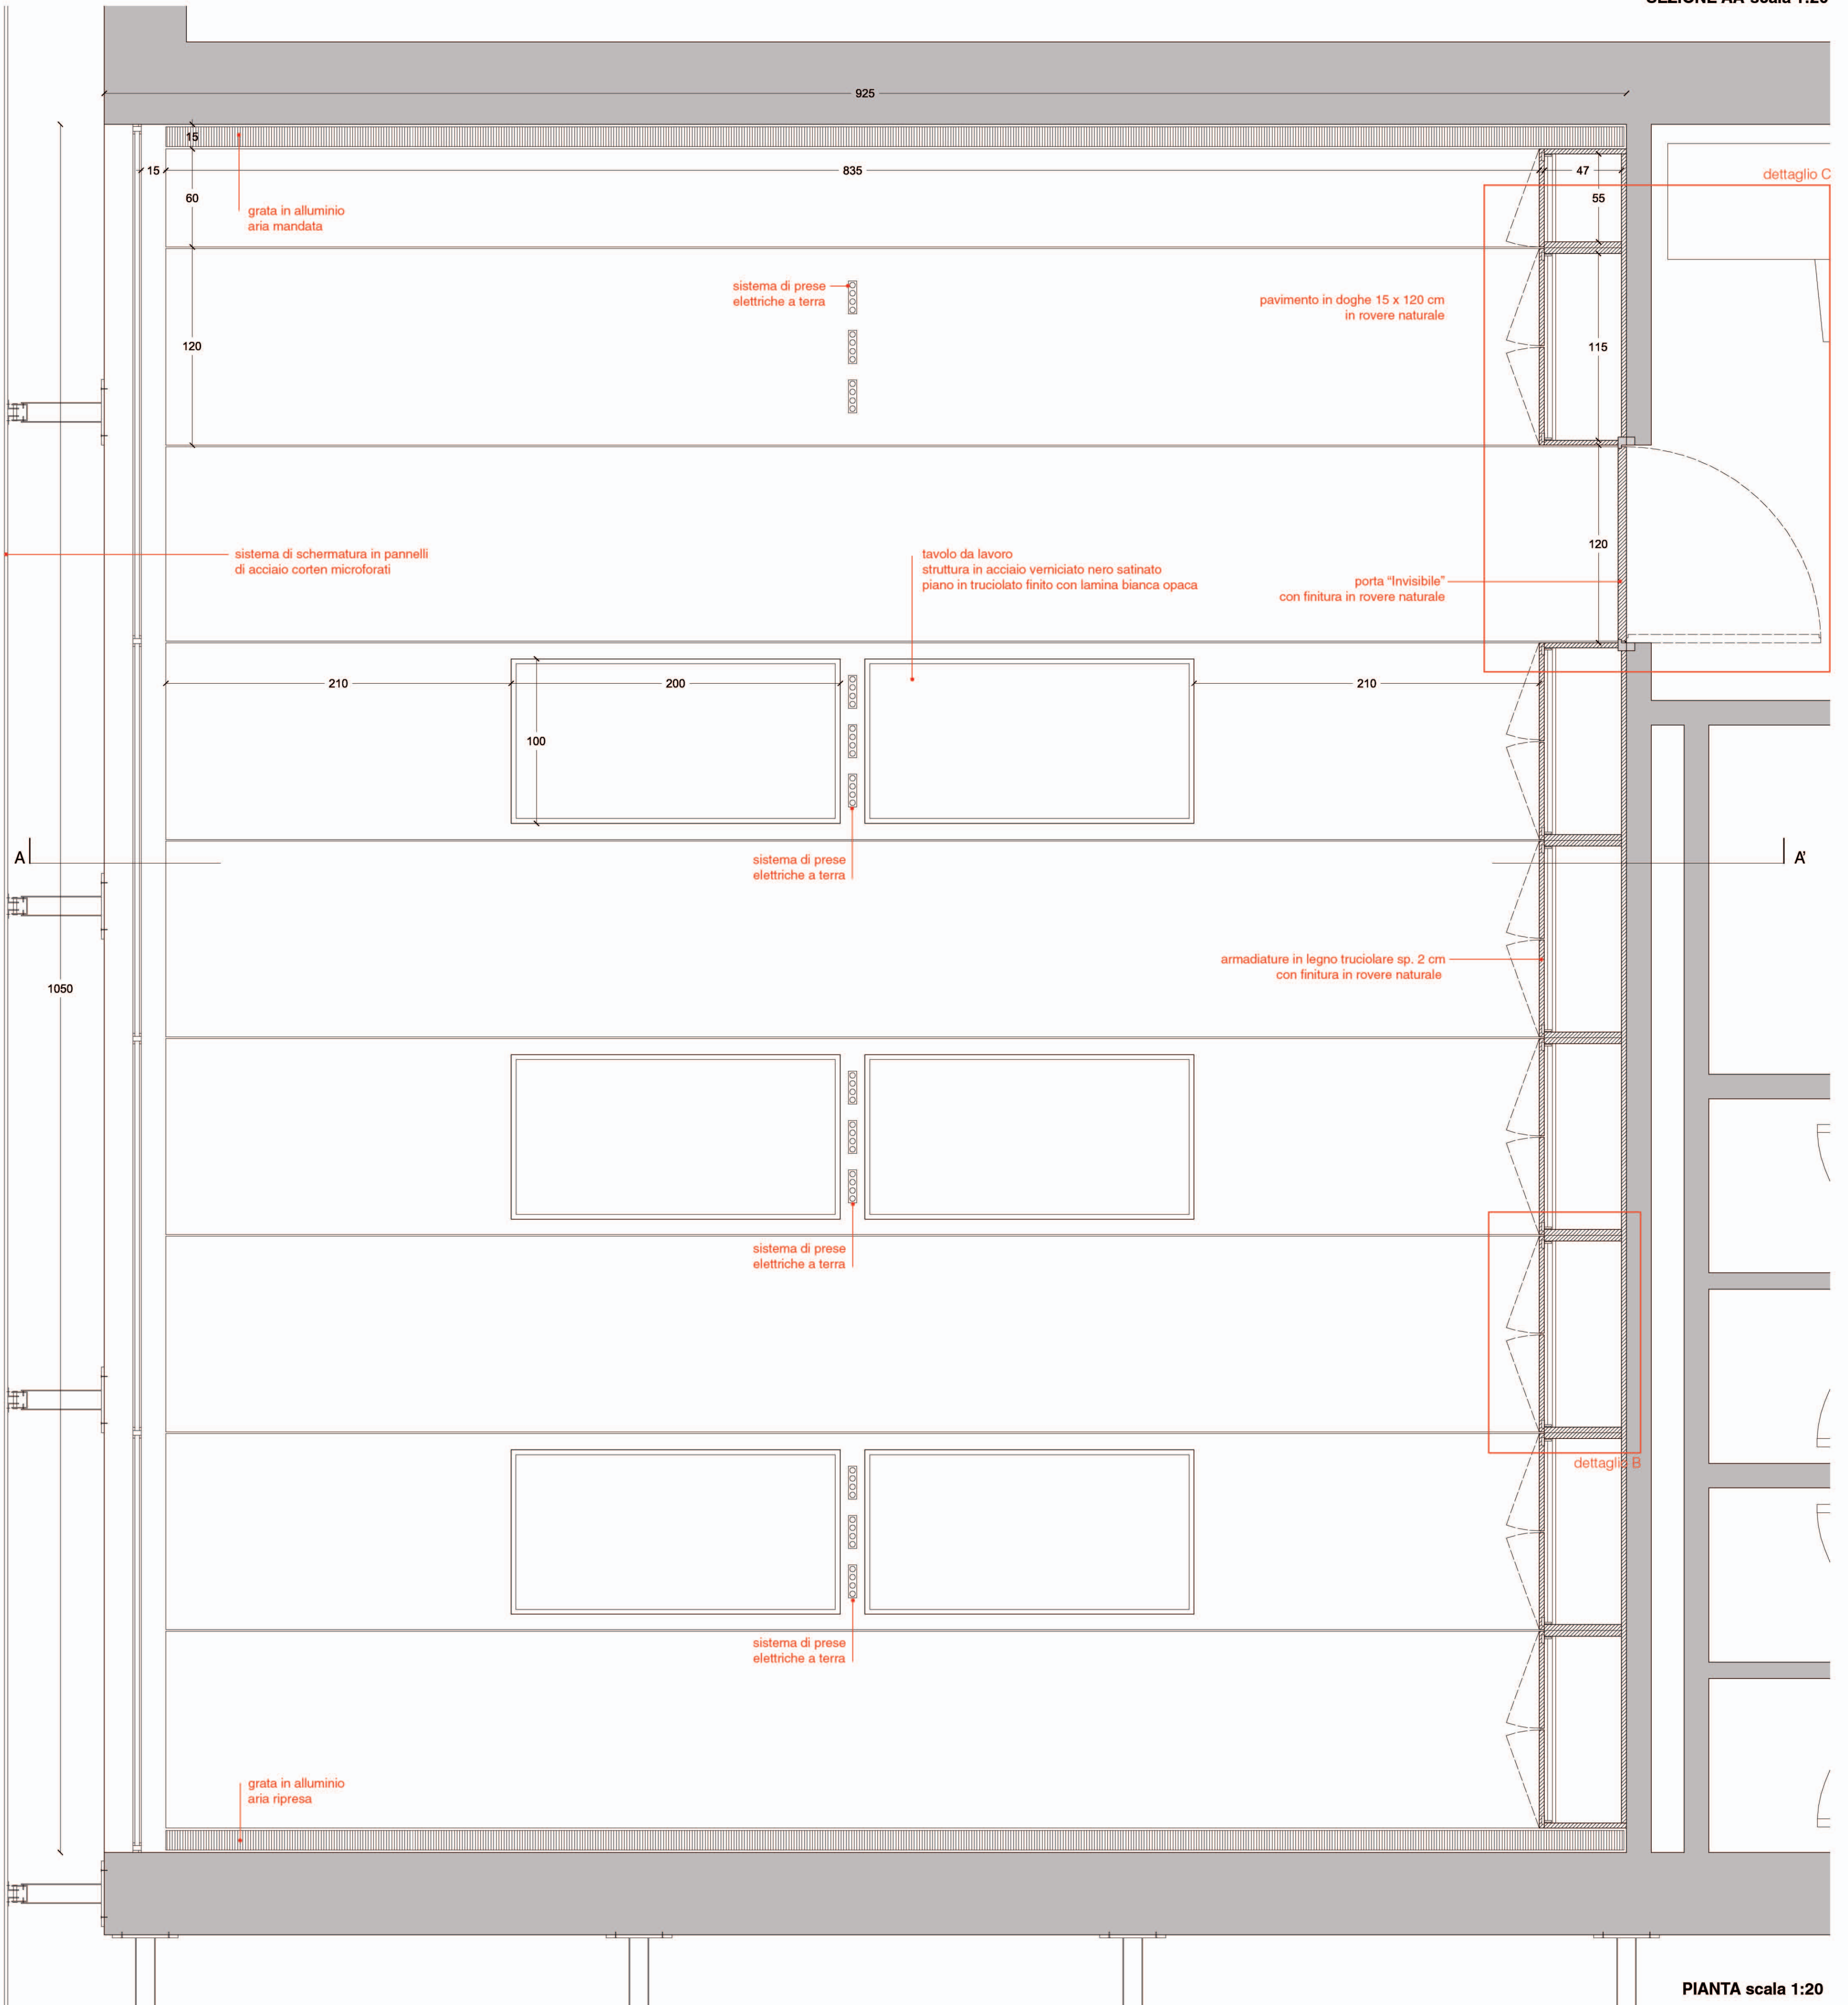 SEZIONE AA' scala 1:20
925
15
15
835
47
dettaglio C
60
55
grata in alluminio
aria mandata
sistema di prese
elettriche a terra
pavimento in doghe 15 x 120 cm
in rovere naturale
120
115
sistema di schermatura in pannelli
di acciaio corten microforati
tavolo da lavoro
struttura in acciaio verniciato nero satinato
piano in truciolato finito con lamina bianca opaca
120
porta "Invisibile"
con finitura in rovere naturale
210
200
210
100
A
sistema di prese
elettriche a terra
A'
armadiature in legno truciolare sp. 2 cm
con finitura in rovere naturale
1050
sistema di prese
elettriche a terra
dettaglio B
sistema di prese
elettriche a terra
grata in alluminio
aria ripresa
PIANTA scala 1:20